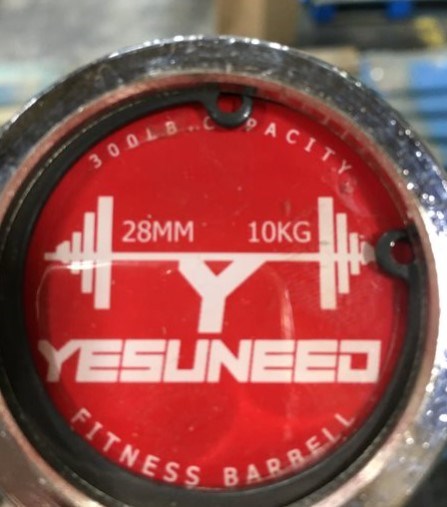 300LB CAPACITY
28MM 10KG
Y
YESUNEED
FITNESS BARBELL